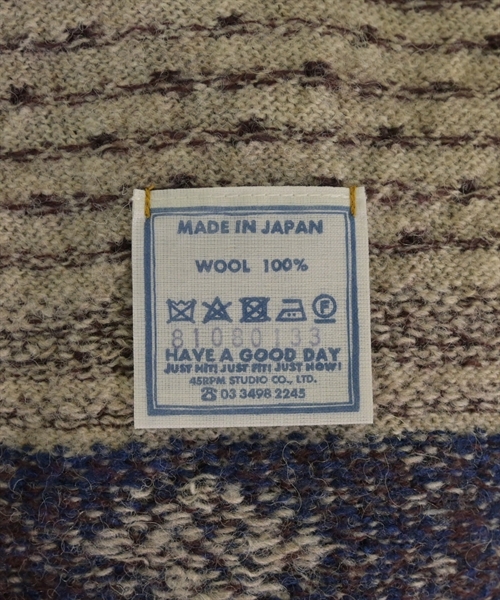 MADE IN JAPAN
WOOL 100%
F
81080133
HAVE A GOOD DAY
JUST HIT! JUST FIT! JUST NOW!
45RPM STUDIO CO., LTD.
☎ 03 3498 2245